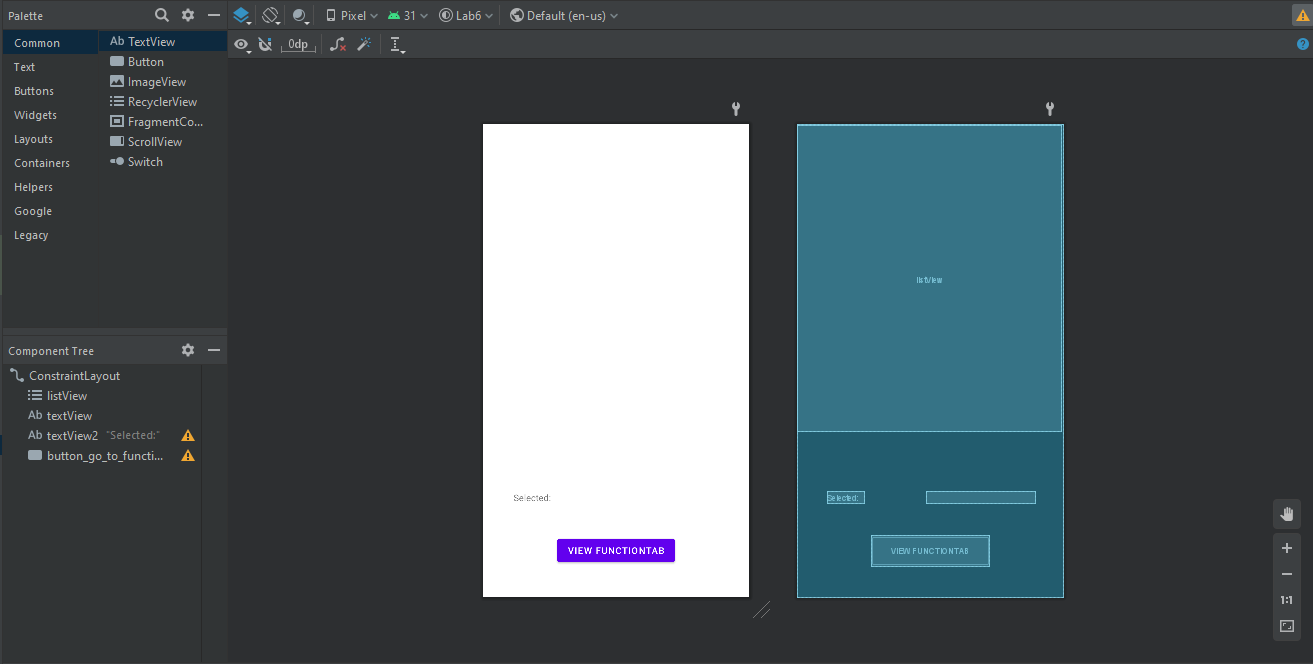 Palette
Pixel
31
Lab6
Default (en-us)
Common
Text
Buttons
Widgets
Layouts
Containers
Helpers
Google
Legacy
Ab TextView
Button
ImageView
RecyclerView
FragmentCo...
ScrollView
Switch
0dp
Component Tree
ConstraintLayout
listView
Ab textView
Ab textView2 "Selected:"
button_go_to_functi...
Selected:
VIEW FUNCTIONTAB
listView
Selected:
VIEW FUNCTIONTAB
1:1